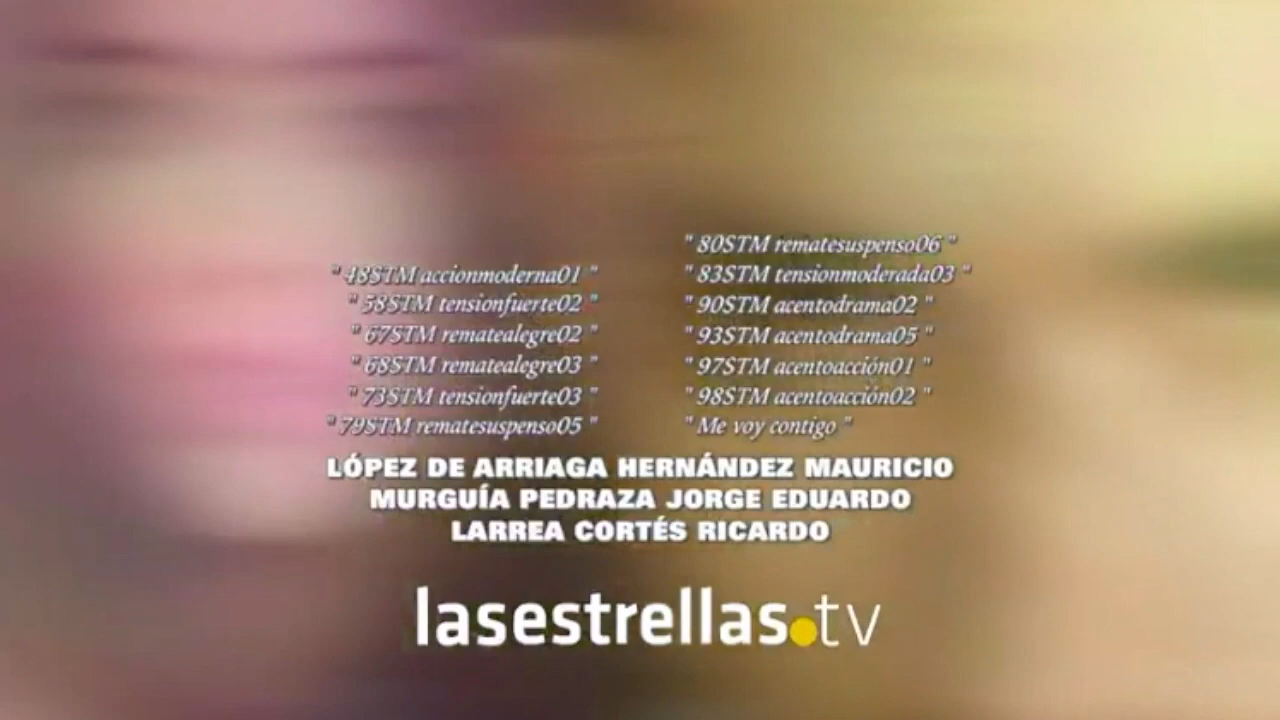 " 48STM accionmoderna01 "
" 58STM tensionfuerte02 "
" 67STM rematealegre02 "
" 68STM rematealegre03 "
" 73STM tensionfuerte03 "
" 79STM rematesuspenso05 "
" 80STM rematesuspenso06 "
" 83STM tensionmoderada03 "
" 90STM acentodrama02 "
" 93STM acentodrama05 "
" 97STM acentoacción01 "
" 98STM acentoacción02 "
" Me voy contigo "
LÓPEZ DE ARRIAGA HERNÁNDEZ MAURICIO
MURGUÍA PEDRAZA JORGE EDUARDO
LARREA CORTÉS RICARDO
lasestrellas.tv